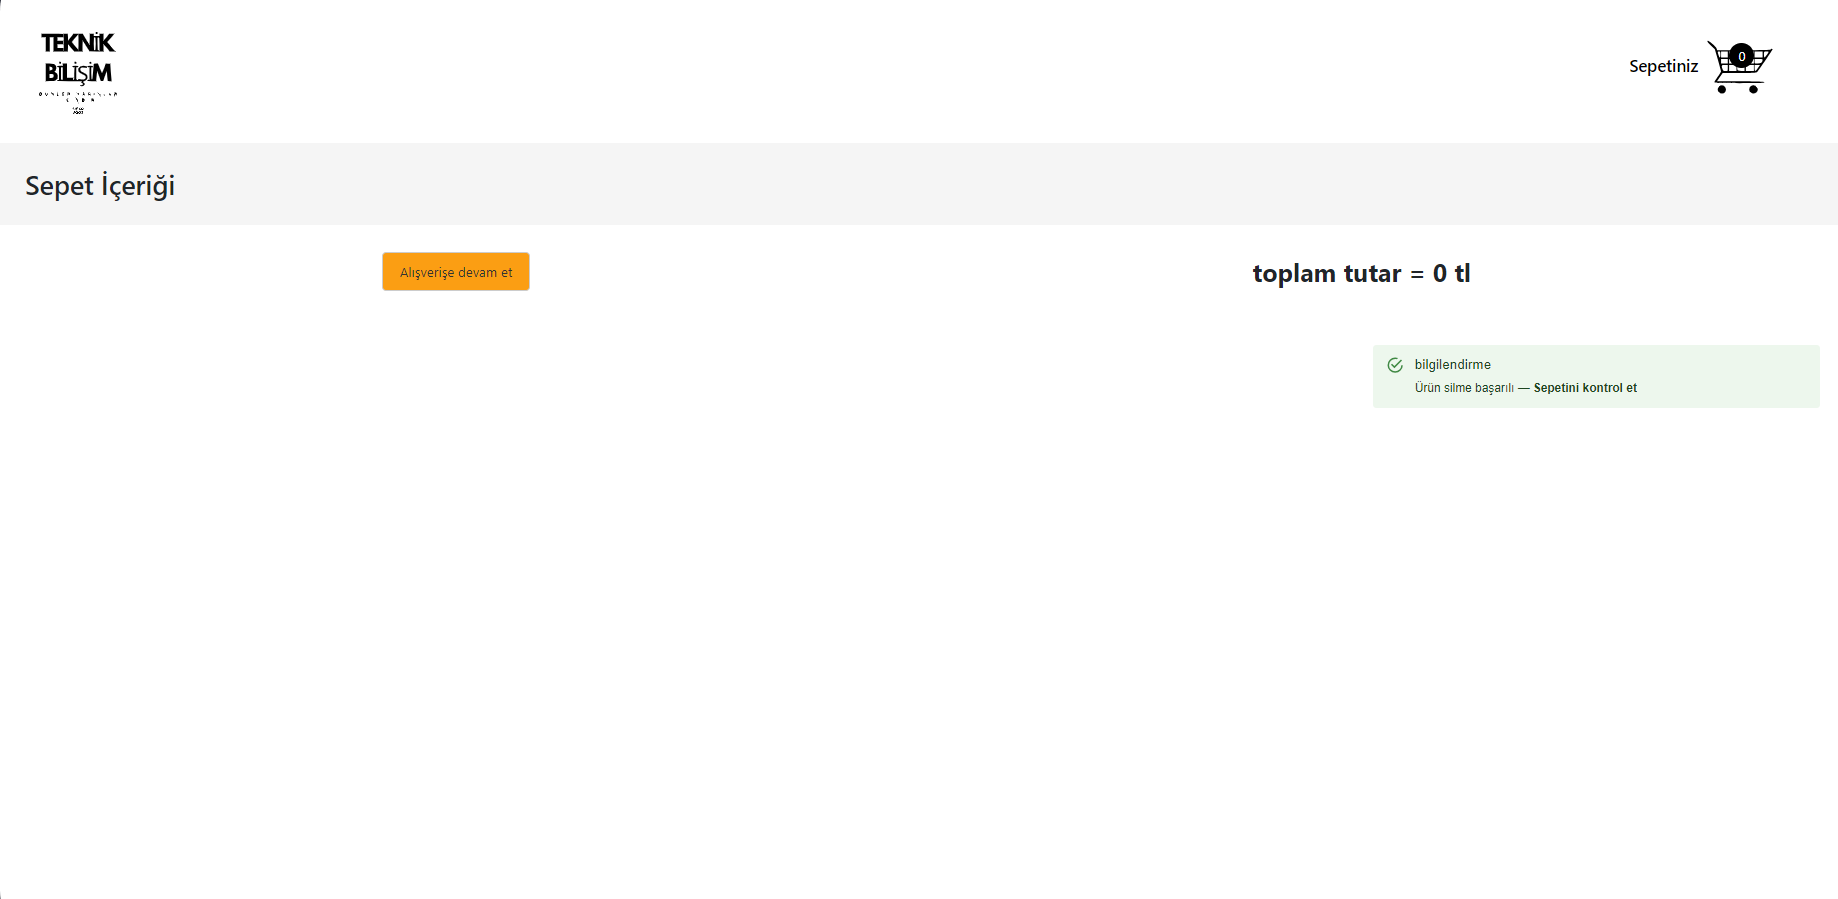 TEKNİK
BİLİŞİM
Sepetiniz
0
Sepet İçeriği
Alışverişe devam et
toplam tutar = 0 tl
bilgilendirme
Ürün silme başarılı — Sepetini kontrol et